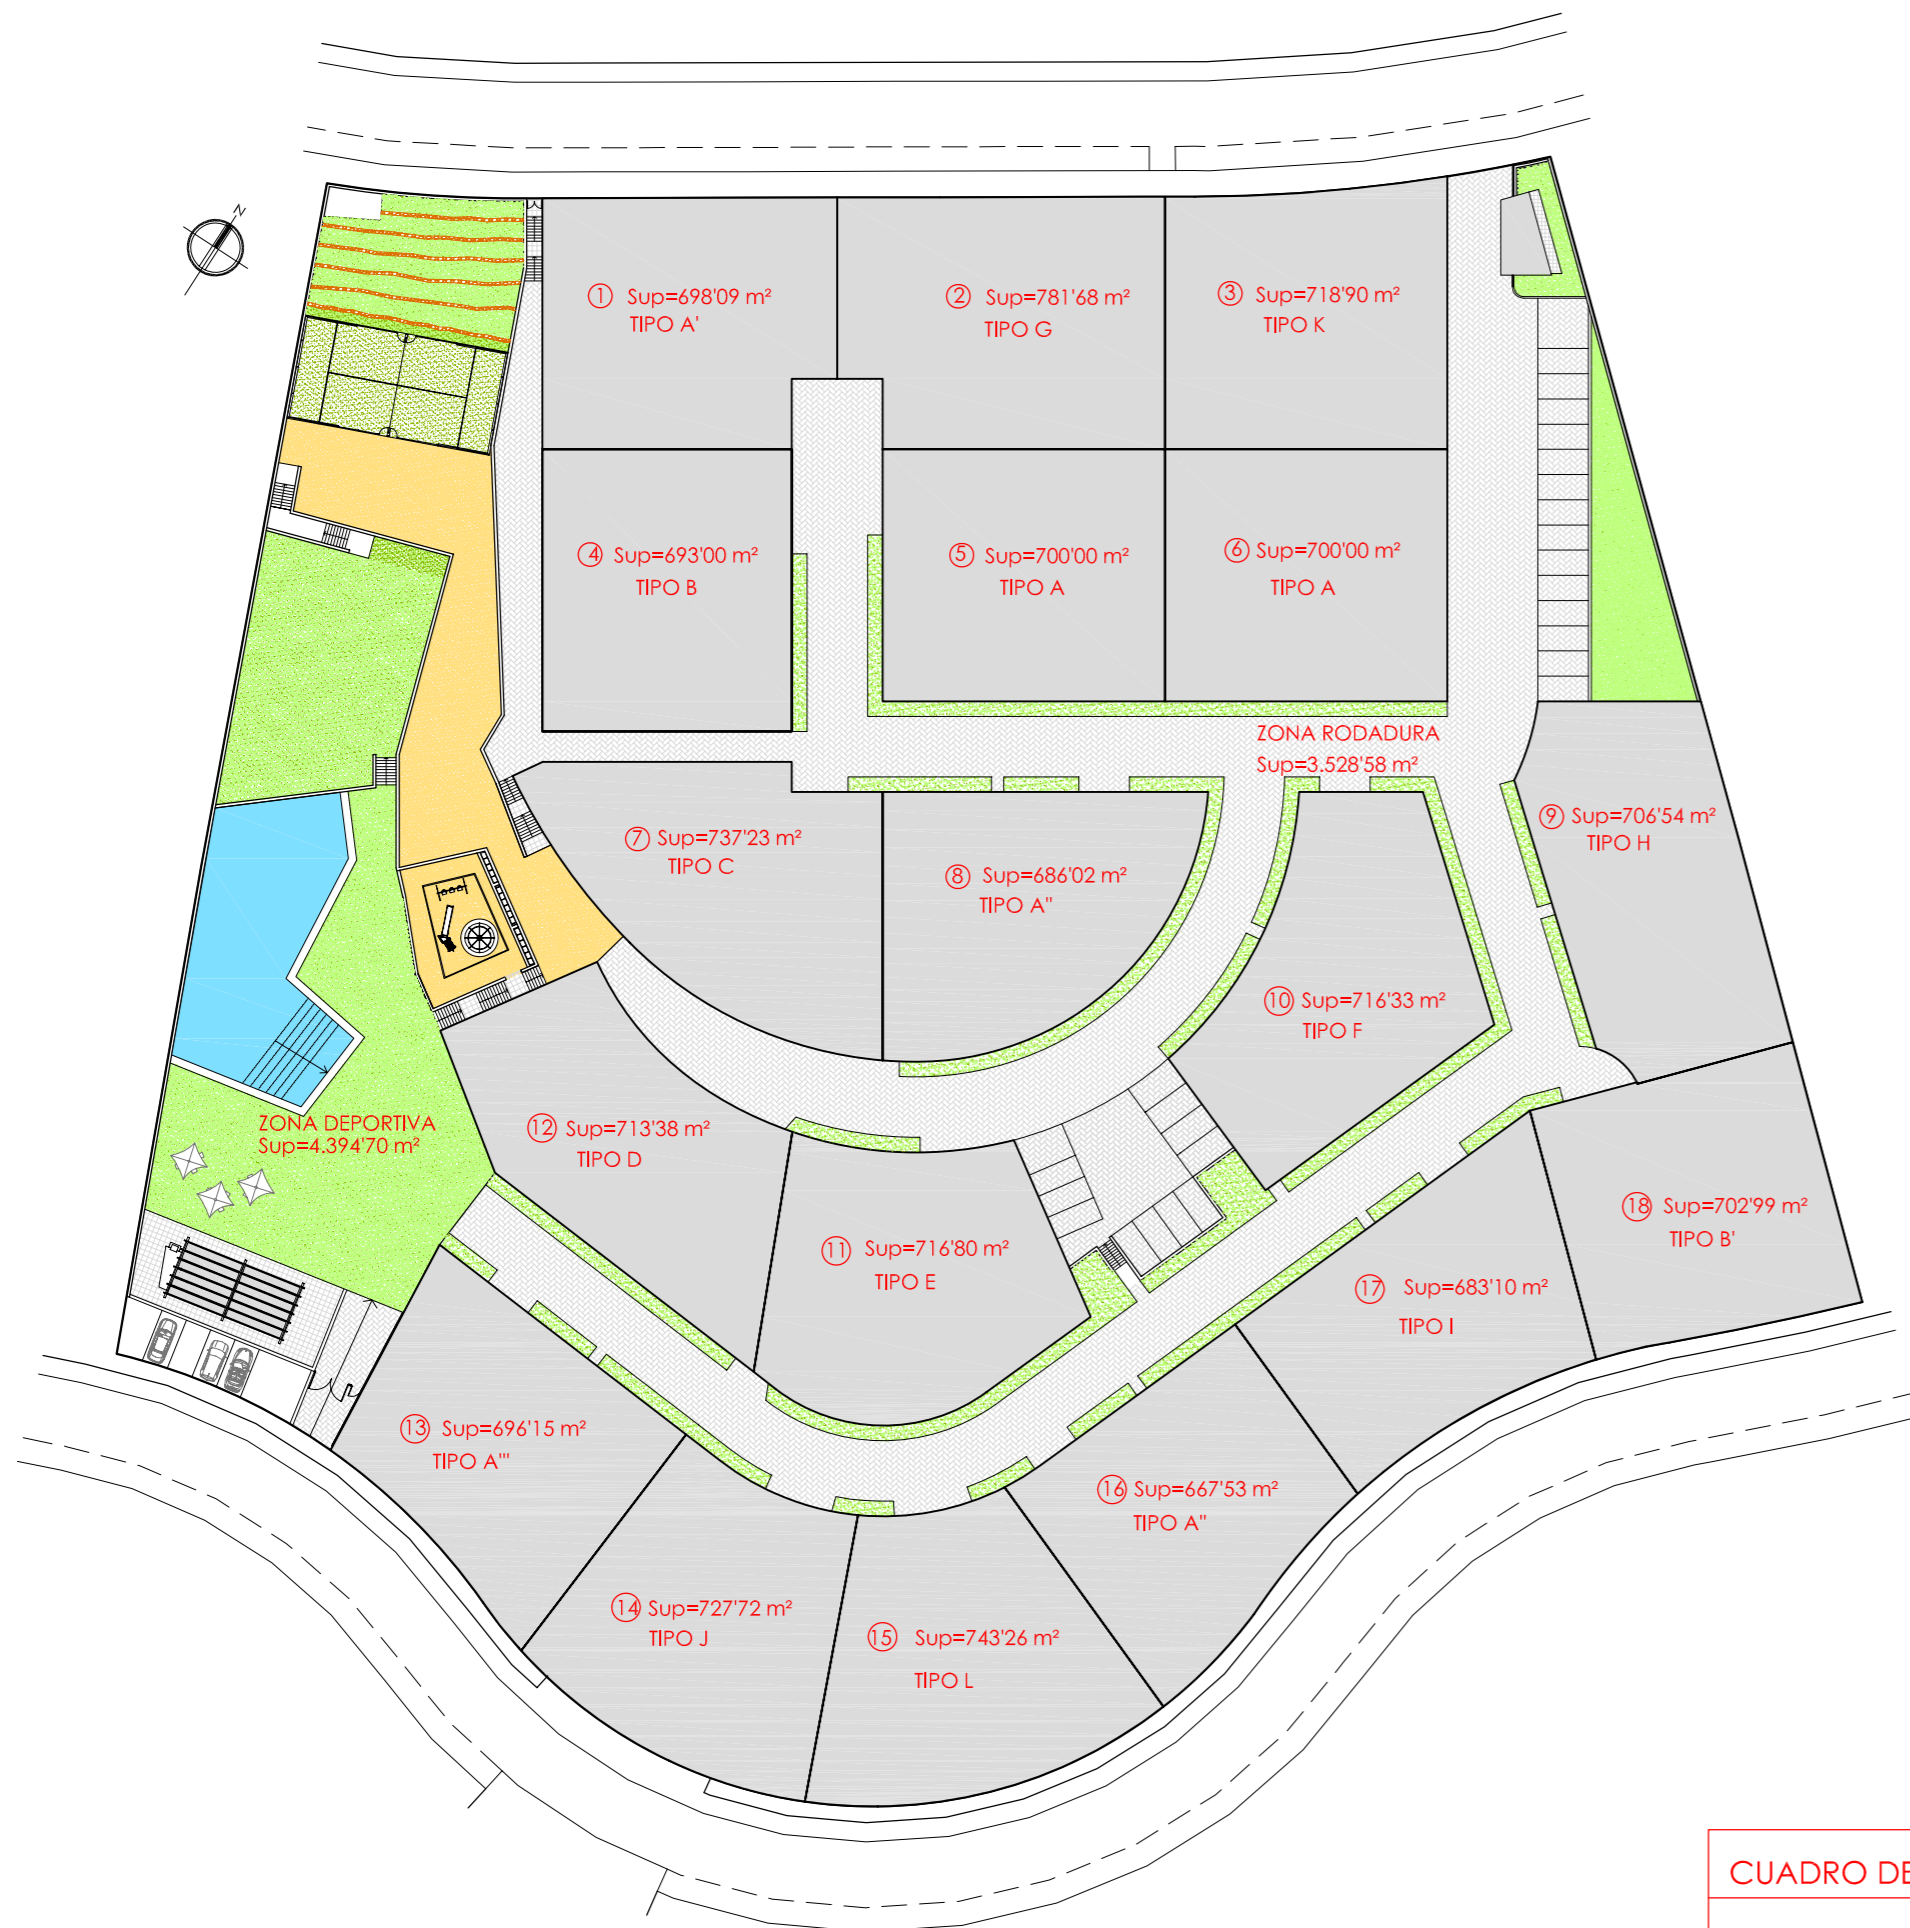 N
① Sup=698'09 m²
TIPO A'
② Sup=781'68 m²
TIPO G
③ Sup=718'90 m²
TIPO K
④ Sup=693'00 m²
TIPO B
⑤ Sup=700'00 m²
TIPO A
⑥ Sup=700'00 m²
TIPO A
ZONA RODADURA
Sup=3.528'58 m²
⑦ Sup=737'23 m²
TIPO C
⑧ Sup=686'02 m²
TIPO A"
⑨ Sup=706'54 m²
TIPO H
⑩ Sup=716'33 m²
TIPO F
ZONA DEPORTIVA
Sup=4.394'70 m²
⑫ Sup=713'38 m²
TIPO D
⑪ Sup=716'80 m²
TIPO E
⑱ Sup=702'99 m²
TIPO B'
⑰ Sup=683'10 m²
TIPO I
⑬ Sup=696'15 m²
TIPO A'''
⑯ Sup=667'53 m²
TIPO A"
⑭ Sup=727'72 m²
TIPO J
⑮ Sup=743'26 m²
TIPO L
CUADRO DE